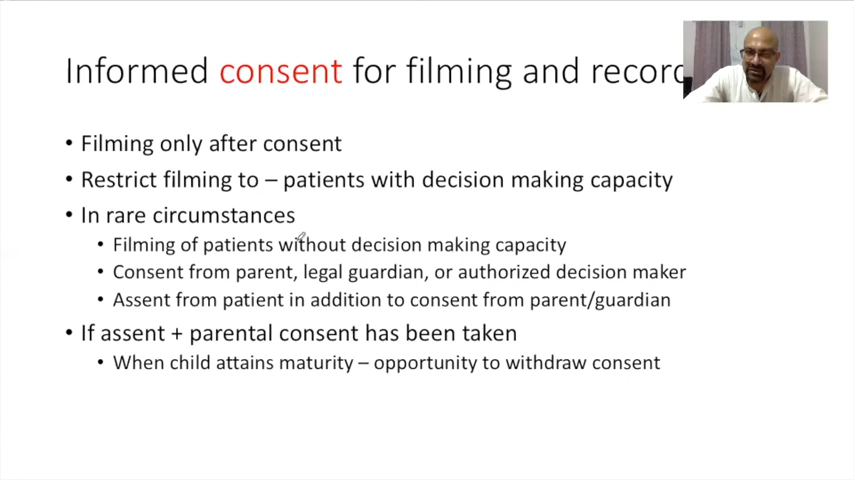 Informed consent for filming and recor
• Filming only after consent
• Restrict filming to – patients with decision making capacity
• In rare circumstances
• Filming of patients without decision making capacity
• Consent from parent, legal guardian, or authorized decision maker
• Assent from patient in addition to consent from parent/guardian
• If assent + parental consent has been taken
• When child attains maturity – opportunity to withdraw consent